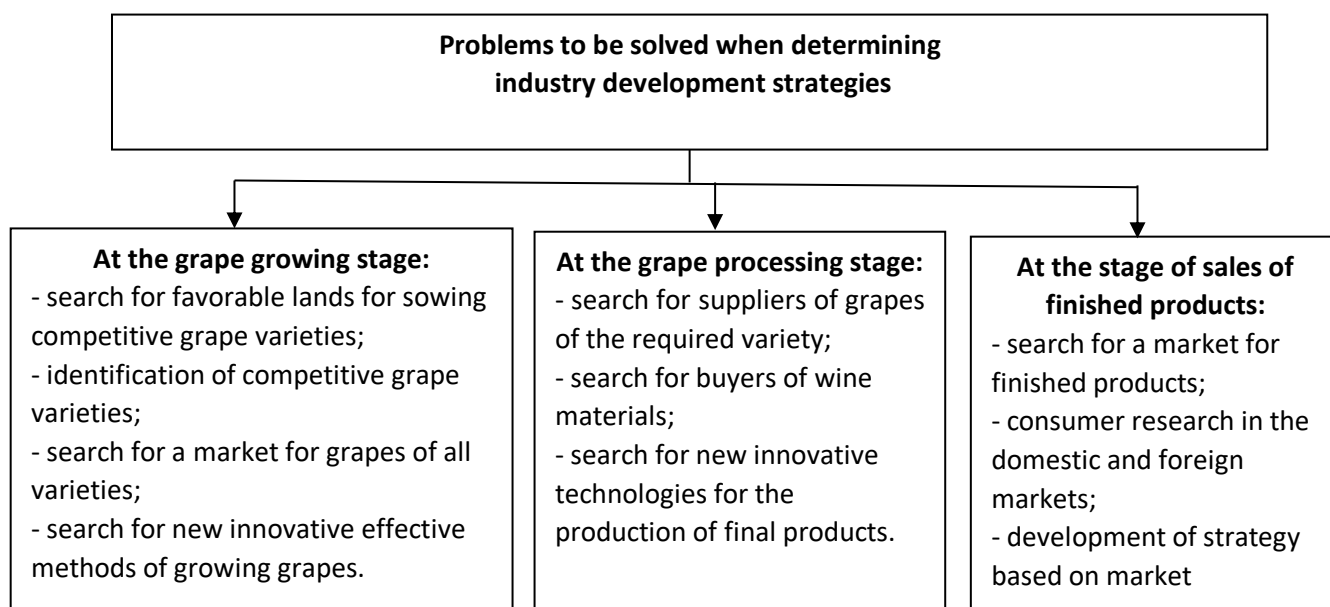 Problems to be solved when determining
industry development strategies
At the grape growing stage:
- search for favorable lands for sowing
competitive grape varieties;
- identification of competitive grape
varieties;
- search for a market for grapes of all
varieties;
- search for new innovative effective
methods of growing grapes.
At the grape processing stage:
- search for suppliers of grapes
of the required variety;
- search for buyers of wine
materials;
- search for new innovative
technologies for the
production of final products.
At the stage of sales of
finished products:
- search for a market for
finished products;
- consumer research in the
domestic and foreign
markets;
- development of strategy
based on market